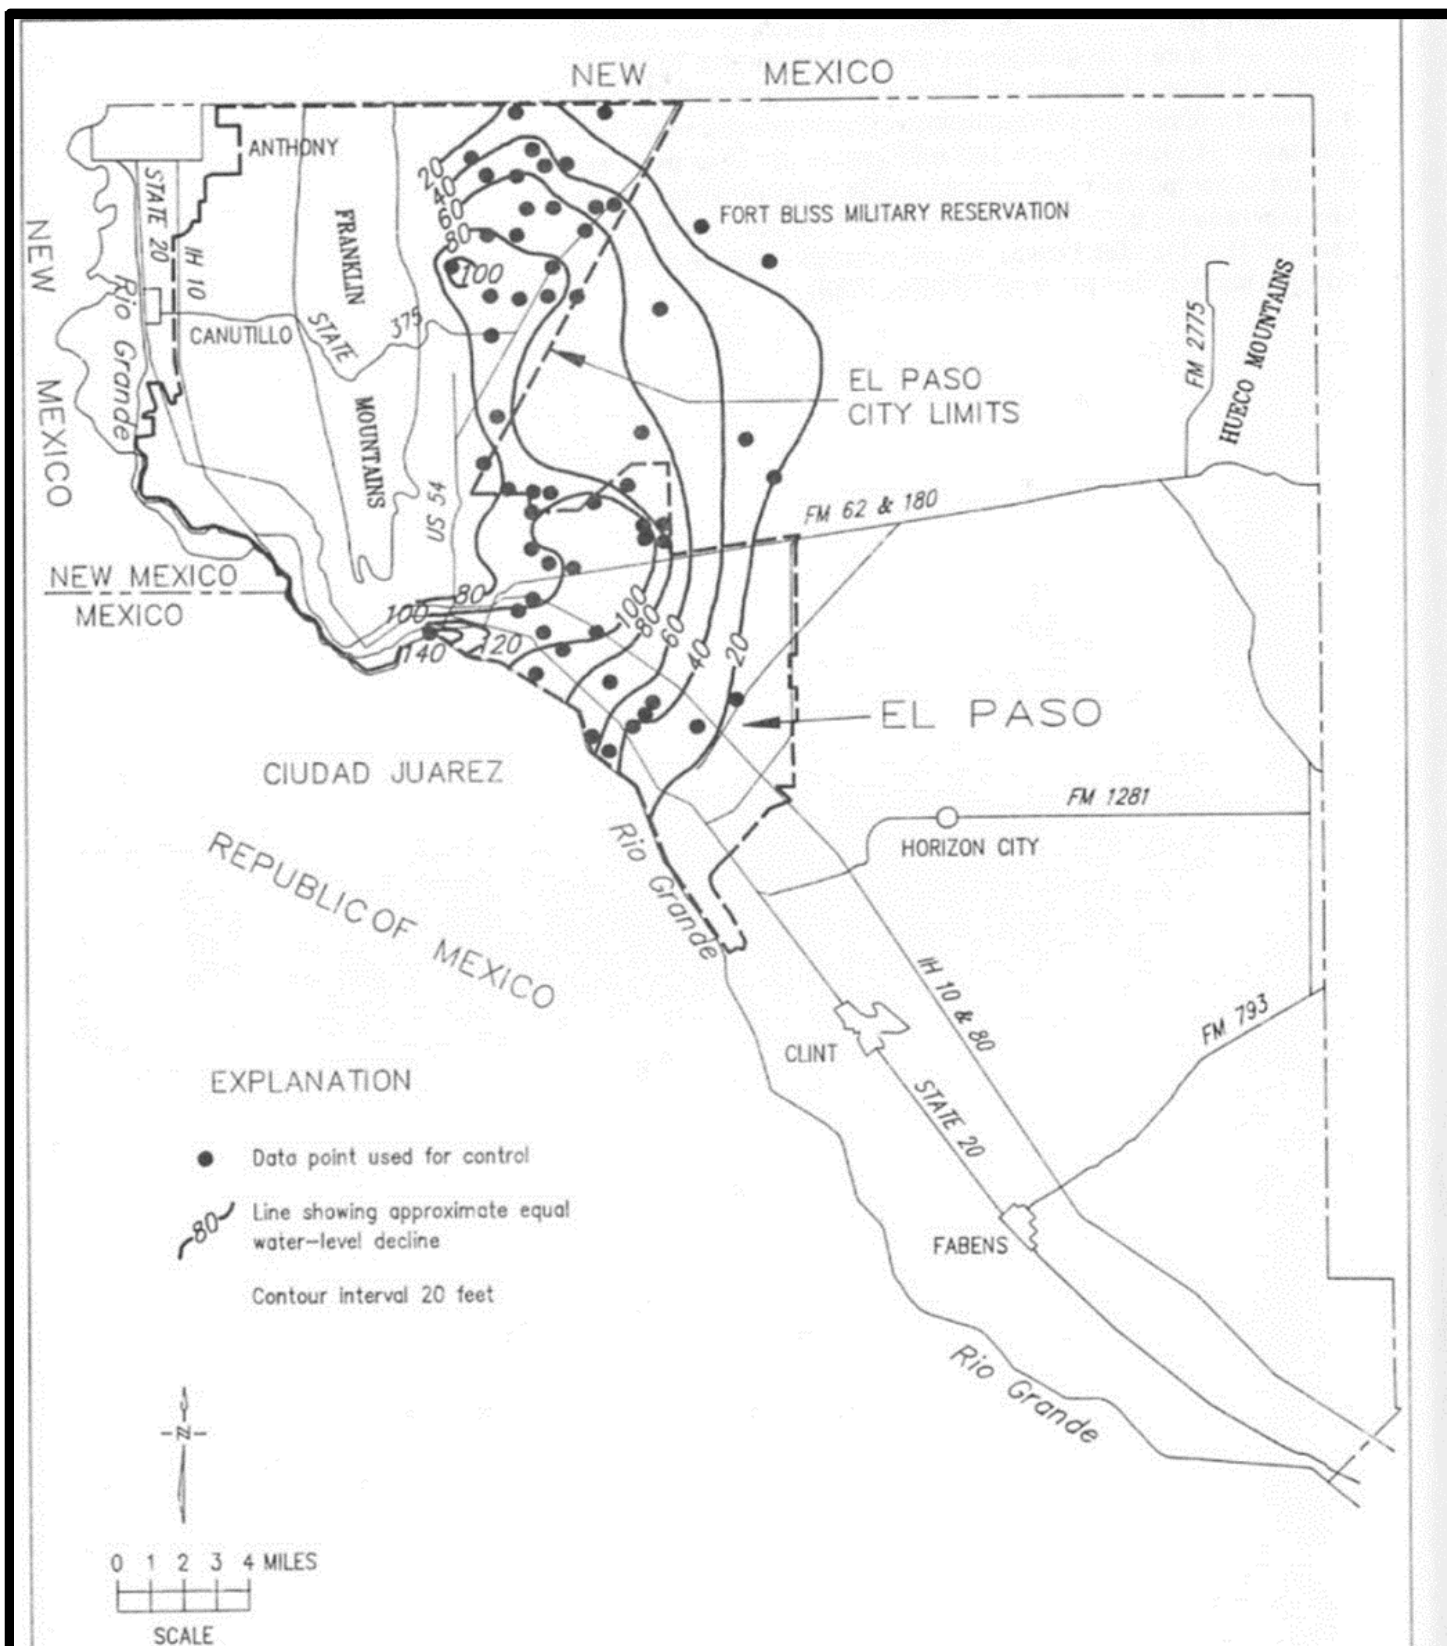 NEW MEXICO
ANTHONY
STATE 20
IH 10
NEW MEXICO
Rio Grande
CANUTILLO
FRANKLIN
MOUNTAINS
STATE
375
US 54
20
40
60
80
100
FORT BLISS MILITARY RESERVATION
FM 2775
HUECO MOUNTAINS
EL PASO
CITY LIMITS
FM 62 & 180
NEW MEXICO
MEXICO
80
100
120
140
100
80
60
40
20
EL PASO
CIUDAD JUAREZ
REPUBLIC OF MEXICO
Rio Grande
FM 1281
HORIZON CITY
IH 10 & 80
FM 793
CLINT
STATE 20
FABENS
Rio Grande
EXPLANATION
Data point used for control
80
Line showing approximate equal
water-level decline
Contour interval 20 feet
N
0 1 2 3 4 MILES
SCALE